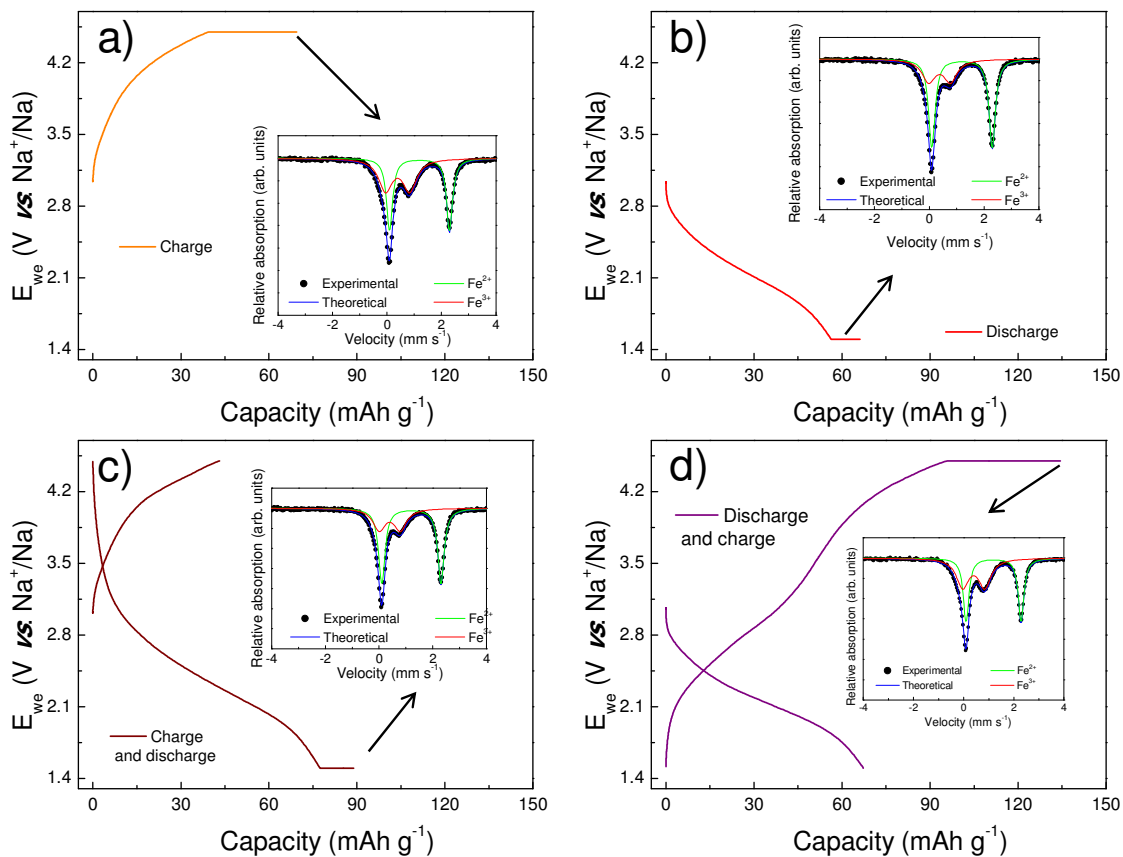 a)
4.2
3.5
2.8
2.1
1.4
E_we (V vs. Na⁺/Na)
Charge
Relative absorption (arb. units)
Experimental
Fe²⁺
Theoretical
Fe³⁺
-4 -2 0 2 4
Velocity (mm s⁻¹)
0 30 60 90 120 150
Capacity (mAh g⁻¹)
b)
4.2
3.5
2.8
2.1
1.4
E_we (V vs. Na⁺/Na)
Relative absorption (arb. units)
Experimental
Fe²⁺
Theoretical
Fe³⁺
-4 -2 0 2 4
Velocity (mm s⁻¹)
Discharge
0 30 60 90 120 150
Capacity (mAh g⁻¹)
c)
4.2
3.5
2.8
2.1
1.4
E_we (V vs. Na⁺/Na)
Relative absorption (arb. units)
Experimental
Fe²⁺
Theoretical
Fe³⁺
-4 -2 0 2 4
Velocity (mm s⁻¹)
Charge
and discharge
0 30 60 90 120 150
Capacity (mAh g⁻¹)
d)
4.2
3.5
2.8
2.1
1.4
E_we (V vs. Na⁺/Na)
Discharge
and charge
Relative absorption (arb. units)
Experimental
Fe²⁺
Theoretical
Fe³⁺
-4 -2 0 2 4
Velocity (mm s⁻¹)
0 30 60 90 120 150
Capacity (mAh g⁻¹)